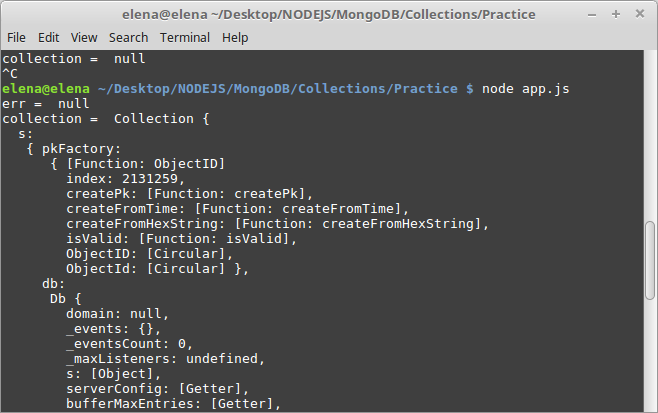 elena@elena ~/Desktop/NODEJS/MongoDB/Collections/Practice
File Edit View Search Terminal Help
collection =  null
^C
elena@elena ~/Desktop/NODEJS/MongoDB/Collections/Practice $ node app.js
err =  null
collection =  Collection {
  s:
   { pkFactory:
      { [Function: ObjectID]
        index: 2131259,
        createPk: [Function: createPk],
        createFromTime: [Function: createFromTime],
        createFromHexString: [Function: createFromHexString],
        isValid: [Function: isValid],
        ObjectID: [Circular],
        ObjectId: [Circular] },
     db:
      Db {
        domain: null,
        _events: {},
        _eventsCount: 0,
        _maxListeners: undefined,
        s: [Object],
        serverConfig: [Getter],
        bufferMaxEntries: [Getter],